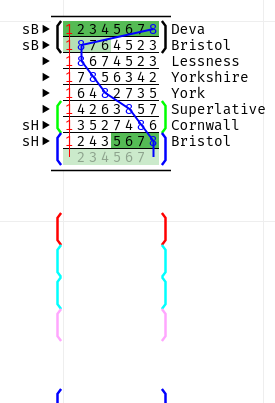 sB ▶ 12345678 Deva
sB ▶ 18764523 Bristol
▶ 18674523 Lessness
▶ 17856342 Yorkshire
▶ 16482735 York
▶ 14263857 Superlative
sH ▶ 13527486 Cornwall
sH ▶ 12435678 Bristol
234567